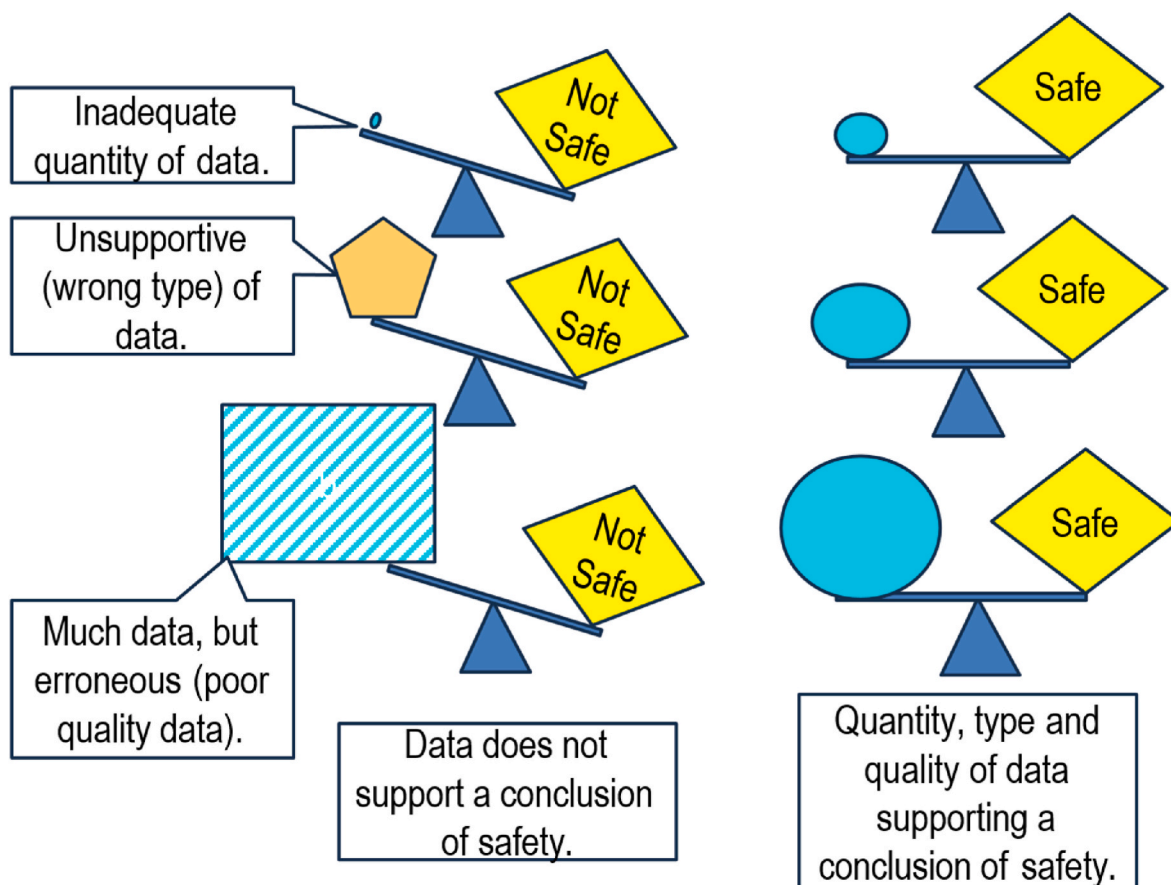 Inadequate
quantity of data.
Not
Safe
Safe
Unsupportive
(wrong type) of
data.
Not
Safe
Safe
Much data, but
erroneous (poor
quality data).
Not
Safe
Safe
Data does not
support a conclusion
of safety.
Quantity, type and
quality of data
supporting a
conclusion of safety.